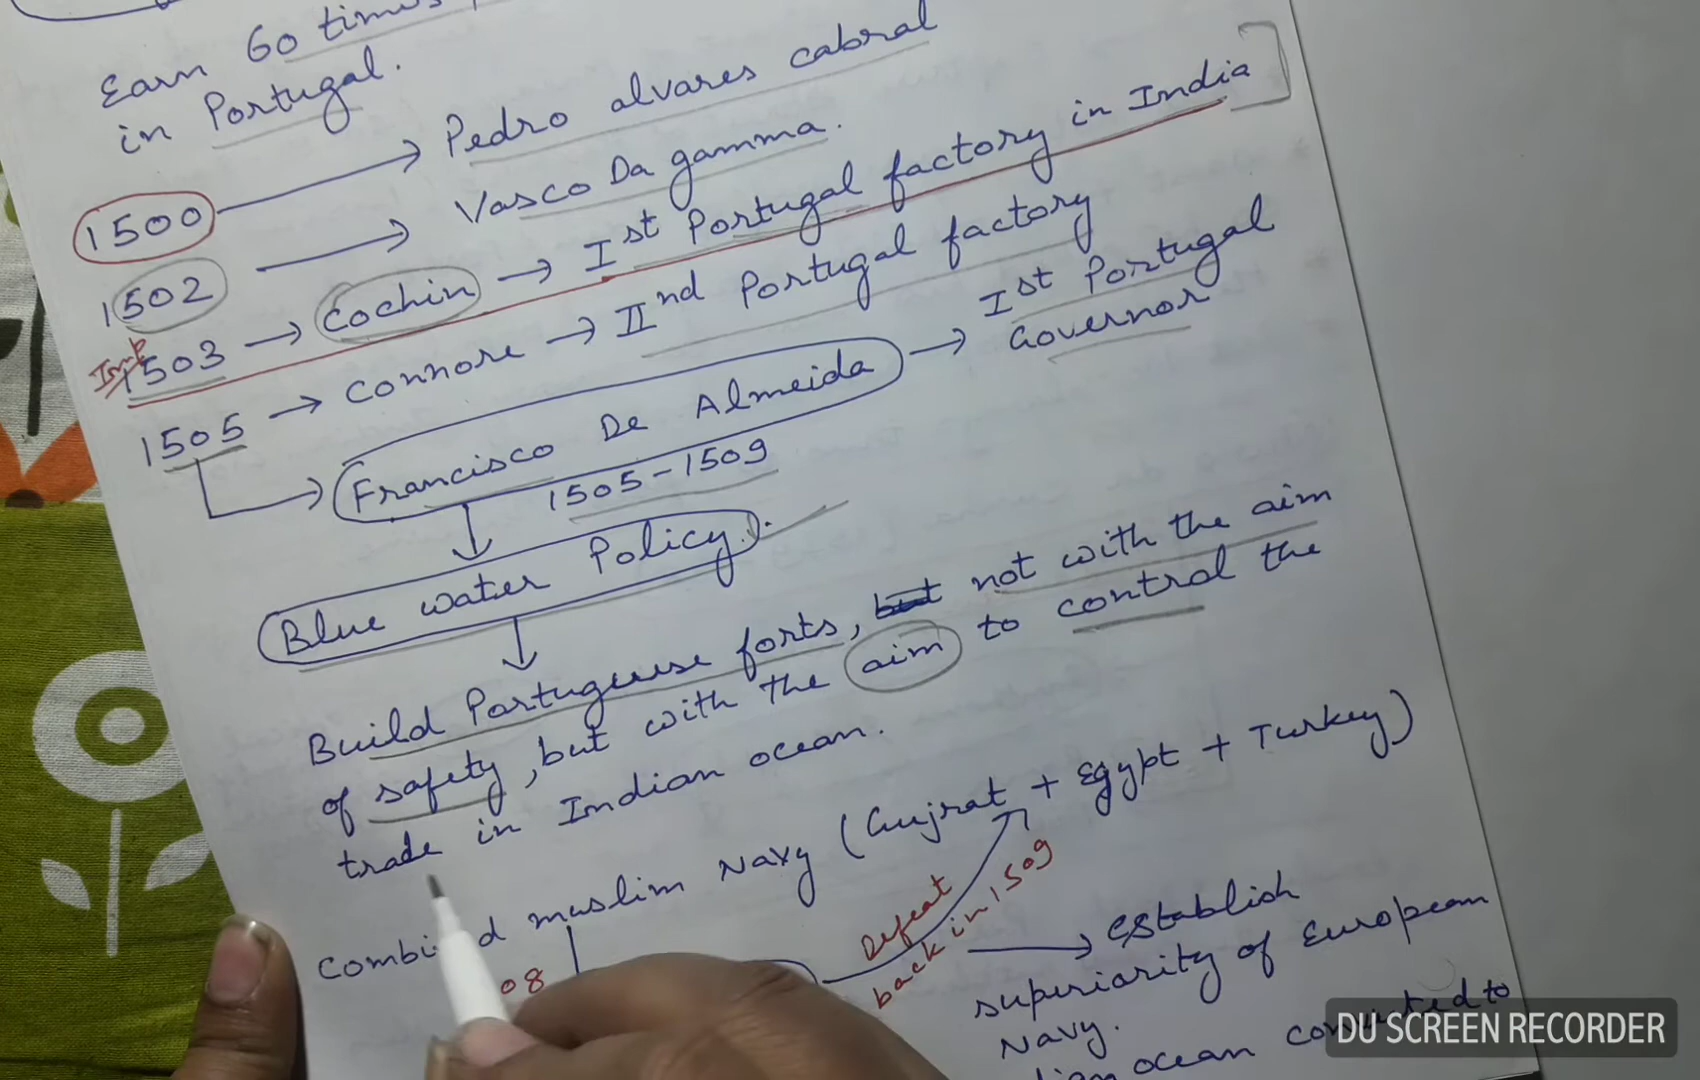 Earn 60 times
in Portugal.
1500 → Pedro alvares cabral
1502 → Vasco Da gamma.
Imp 1503 → Cochin → Ist Portugal factory in India
1505 → Connore → IInd Portugal factory
Francisco De Almeida → Ist Portugal
Governor
1505-1509
Blue water Policy.
Build Portuguese forts, but not with the aim
of safety, but with the aim to control the
trade in Indian ocean.
muslim Navy (Gujrat + Egypt + Turkey)
08
Defeat
back in 1509
→ establish
superiority of European
Navy.
ocean
to
DU SCREEN RECORDER